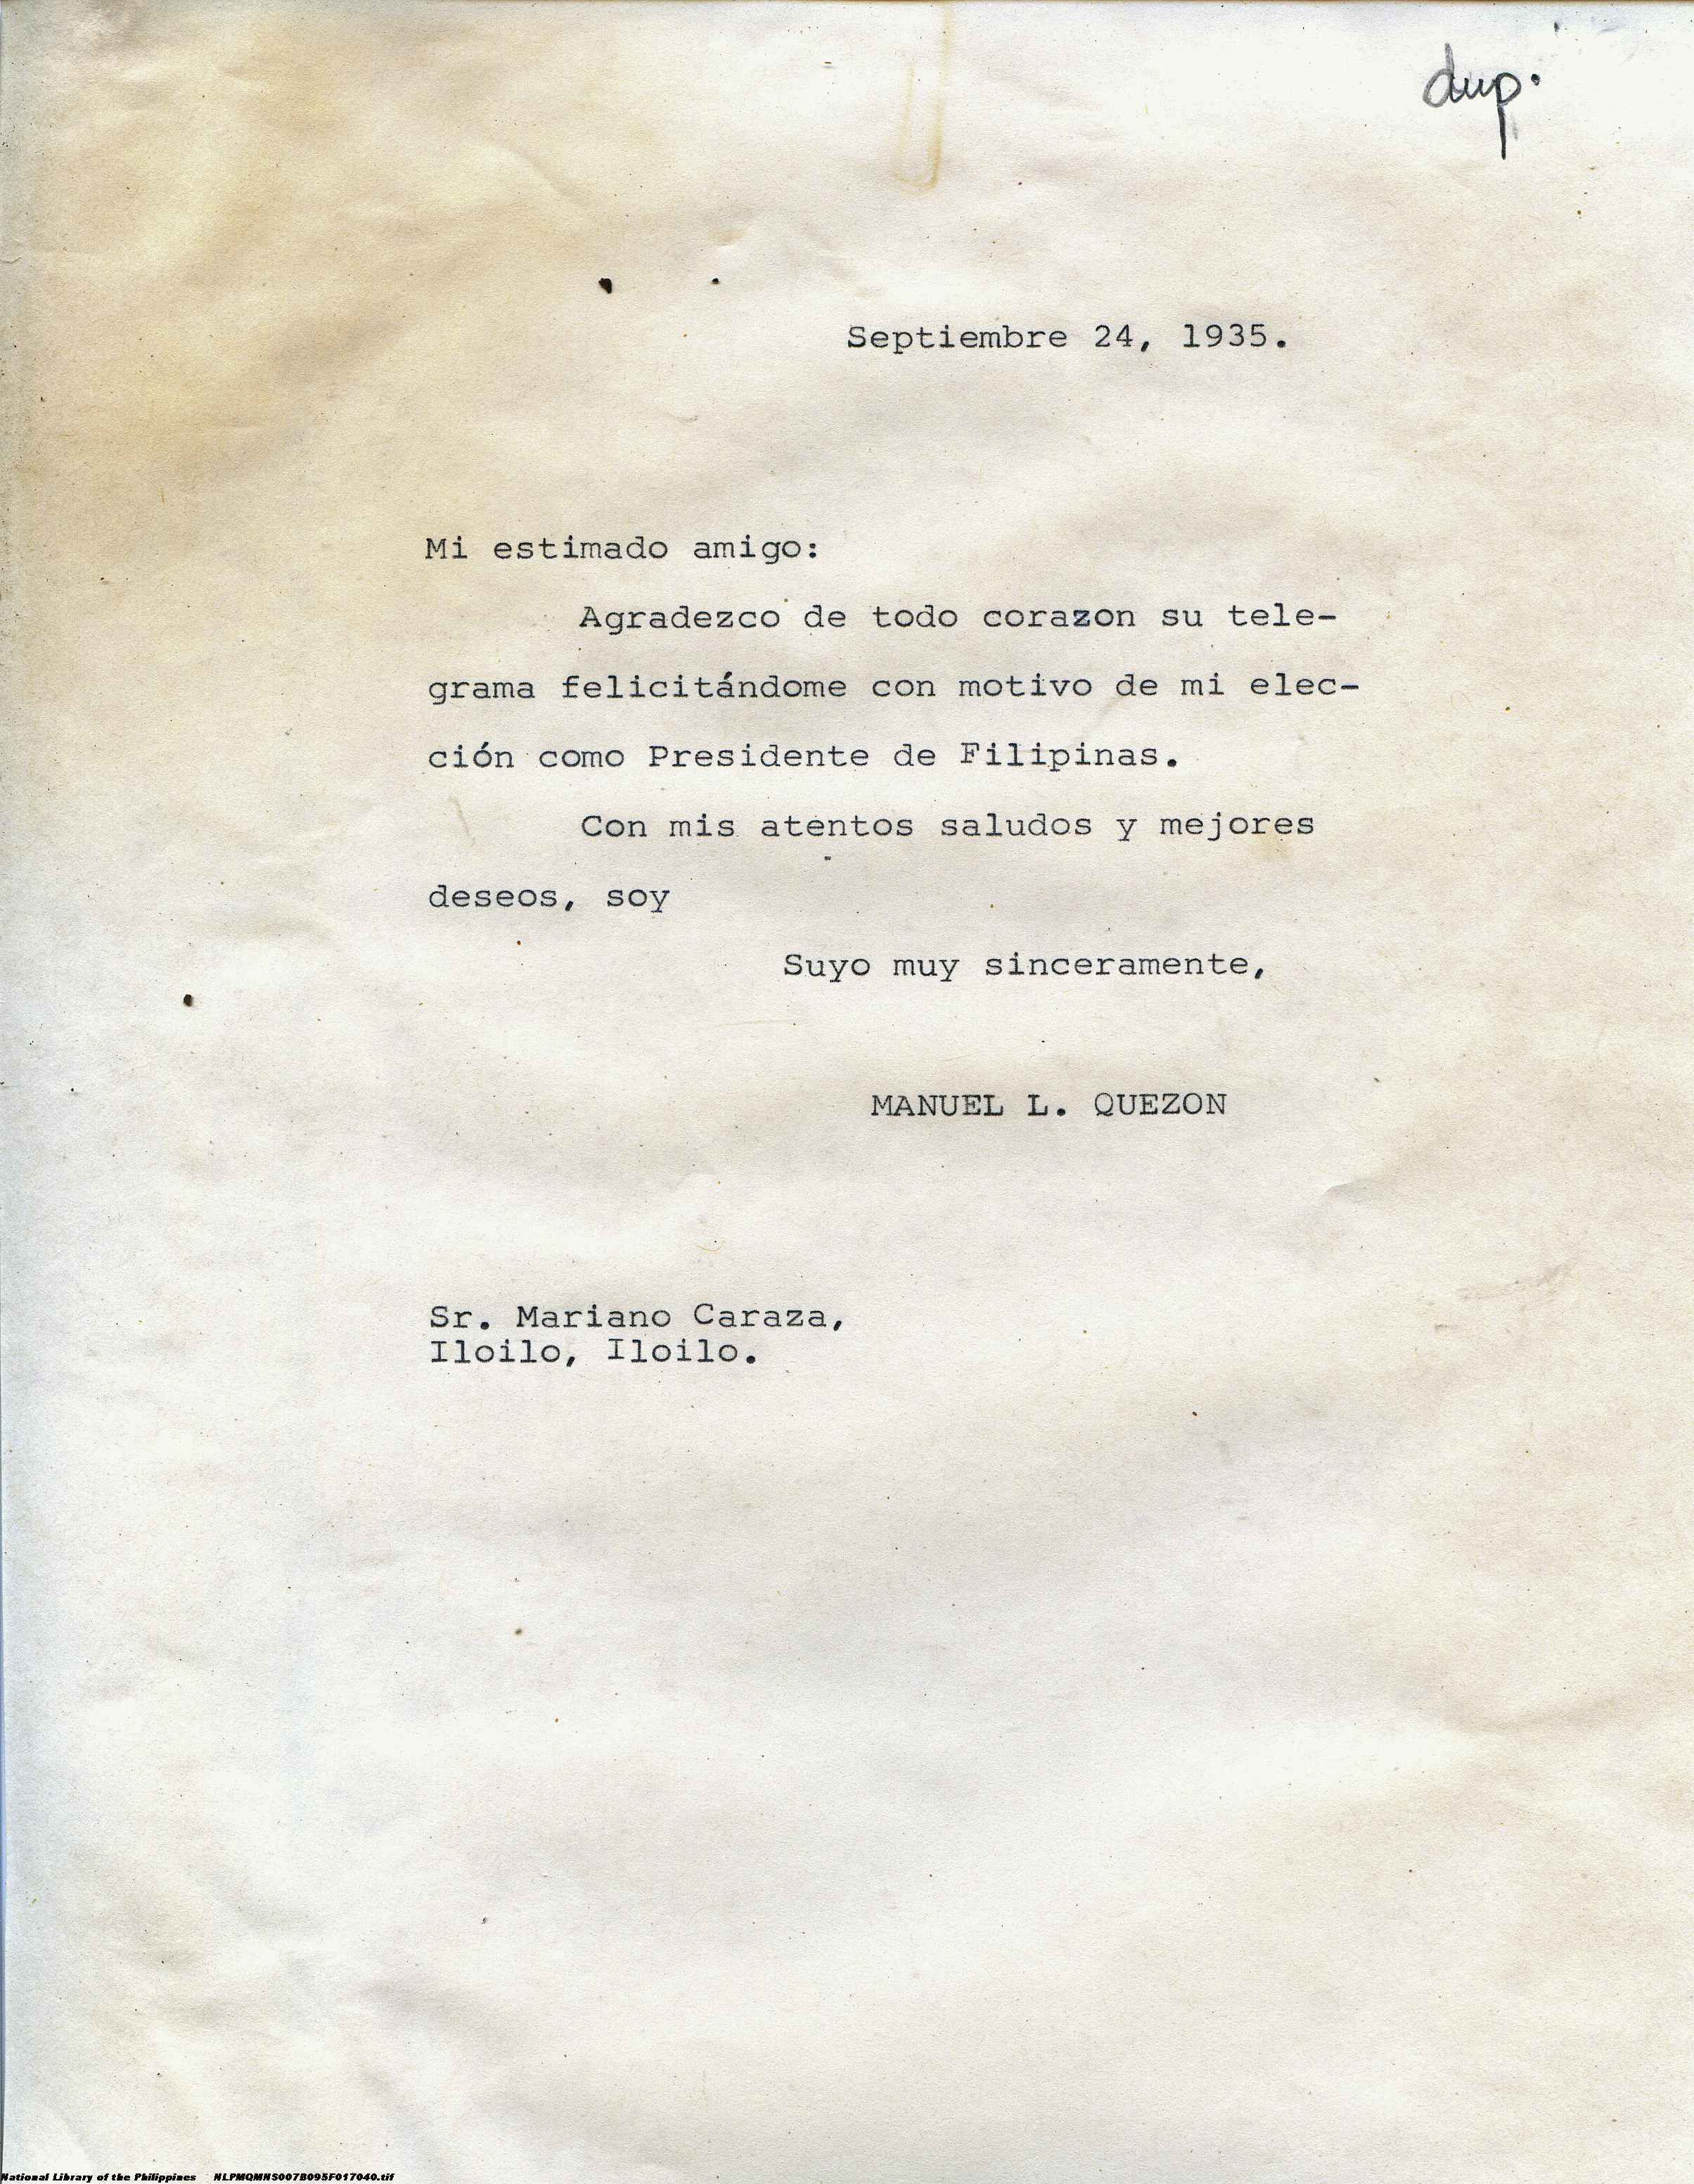 dup.
Septiembre 24, 1935.
Mi estimado amigo:
Agradezco de todo corazon su tele-
grama felicitándome con motivo de mi elec-
ción como Presidente de Filipinas.
Con mis atentos saludos y mejores
deseos, soy
Suyo muy sinceramente,
MANUEL L. QUEZON
Sr. Mariano Caraza,
Iloilo, Iloilo.
National Library of the Philippines NLPMQMNS007B095F017040.tif